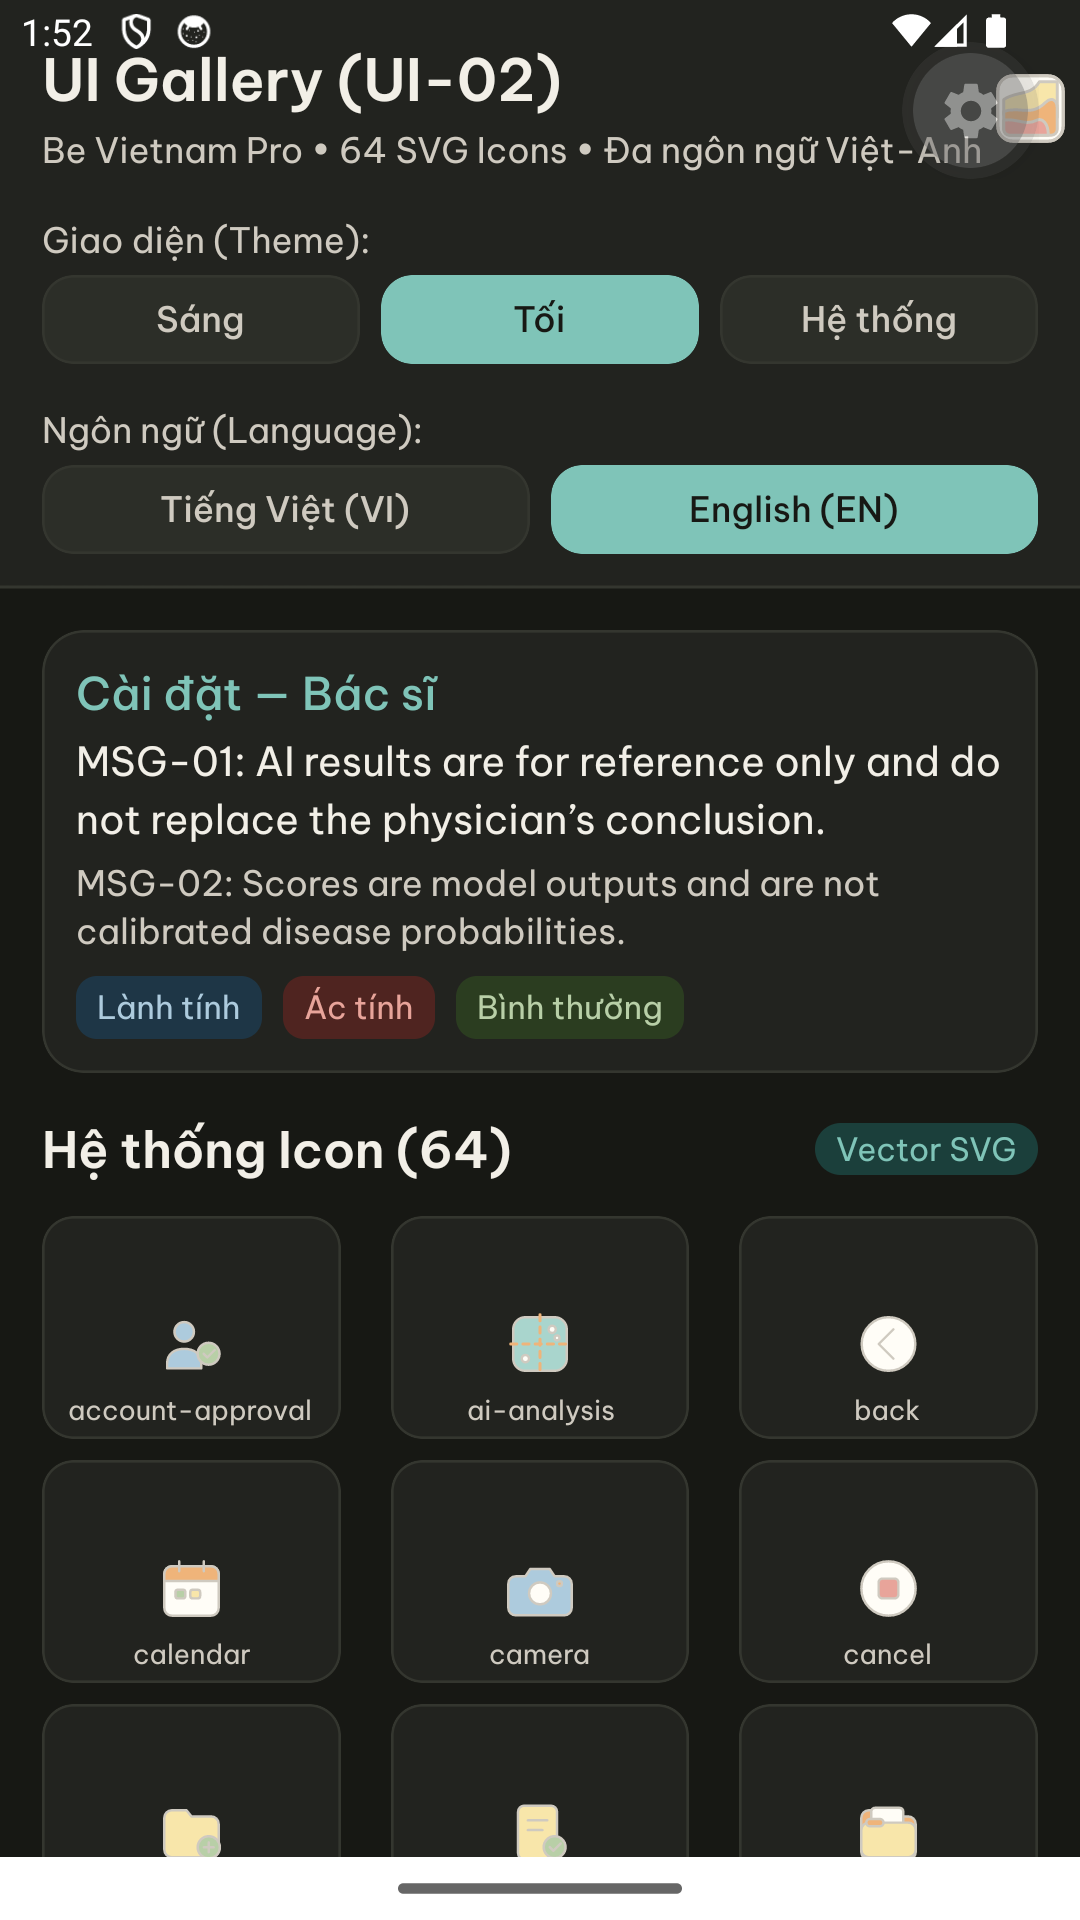 1:52
UI Gallery (UI-02)
Be Vietnam Pro • 64 SVG Icons • Đa ngôn ngữ Việt-Anh
Giao diện (Theme):
Sáng
Tối
Hệ thống
Ngôn ngữ (Language):
Tiếng Việt (VI)
English (EN)
Cài đặt — Bác sĩ
MSG-01: AI results are for reference only and do
not replace the physician’s conclusion.
MSG-02: Scores are model outputs and are not
calibrated disease probabilities.
Lành tính
Ác tính
Bình thường
Hệ thống Icon (64)
Vector SVG
account-approval
ai-analysis
back
calendar
camera
cancel